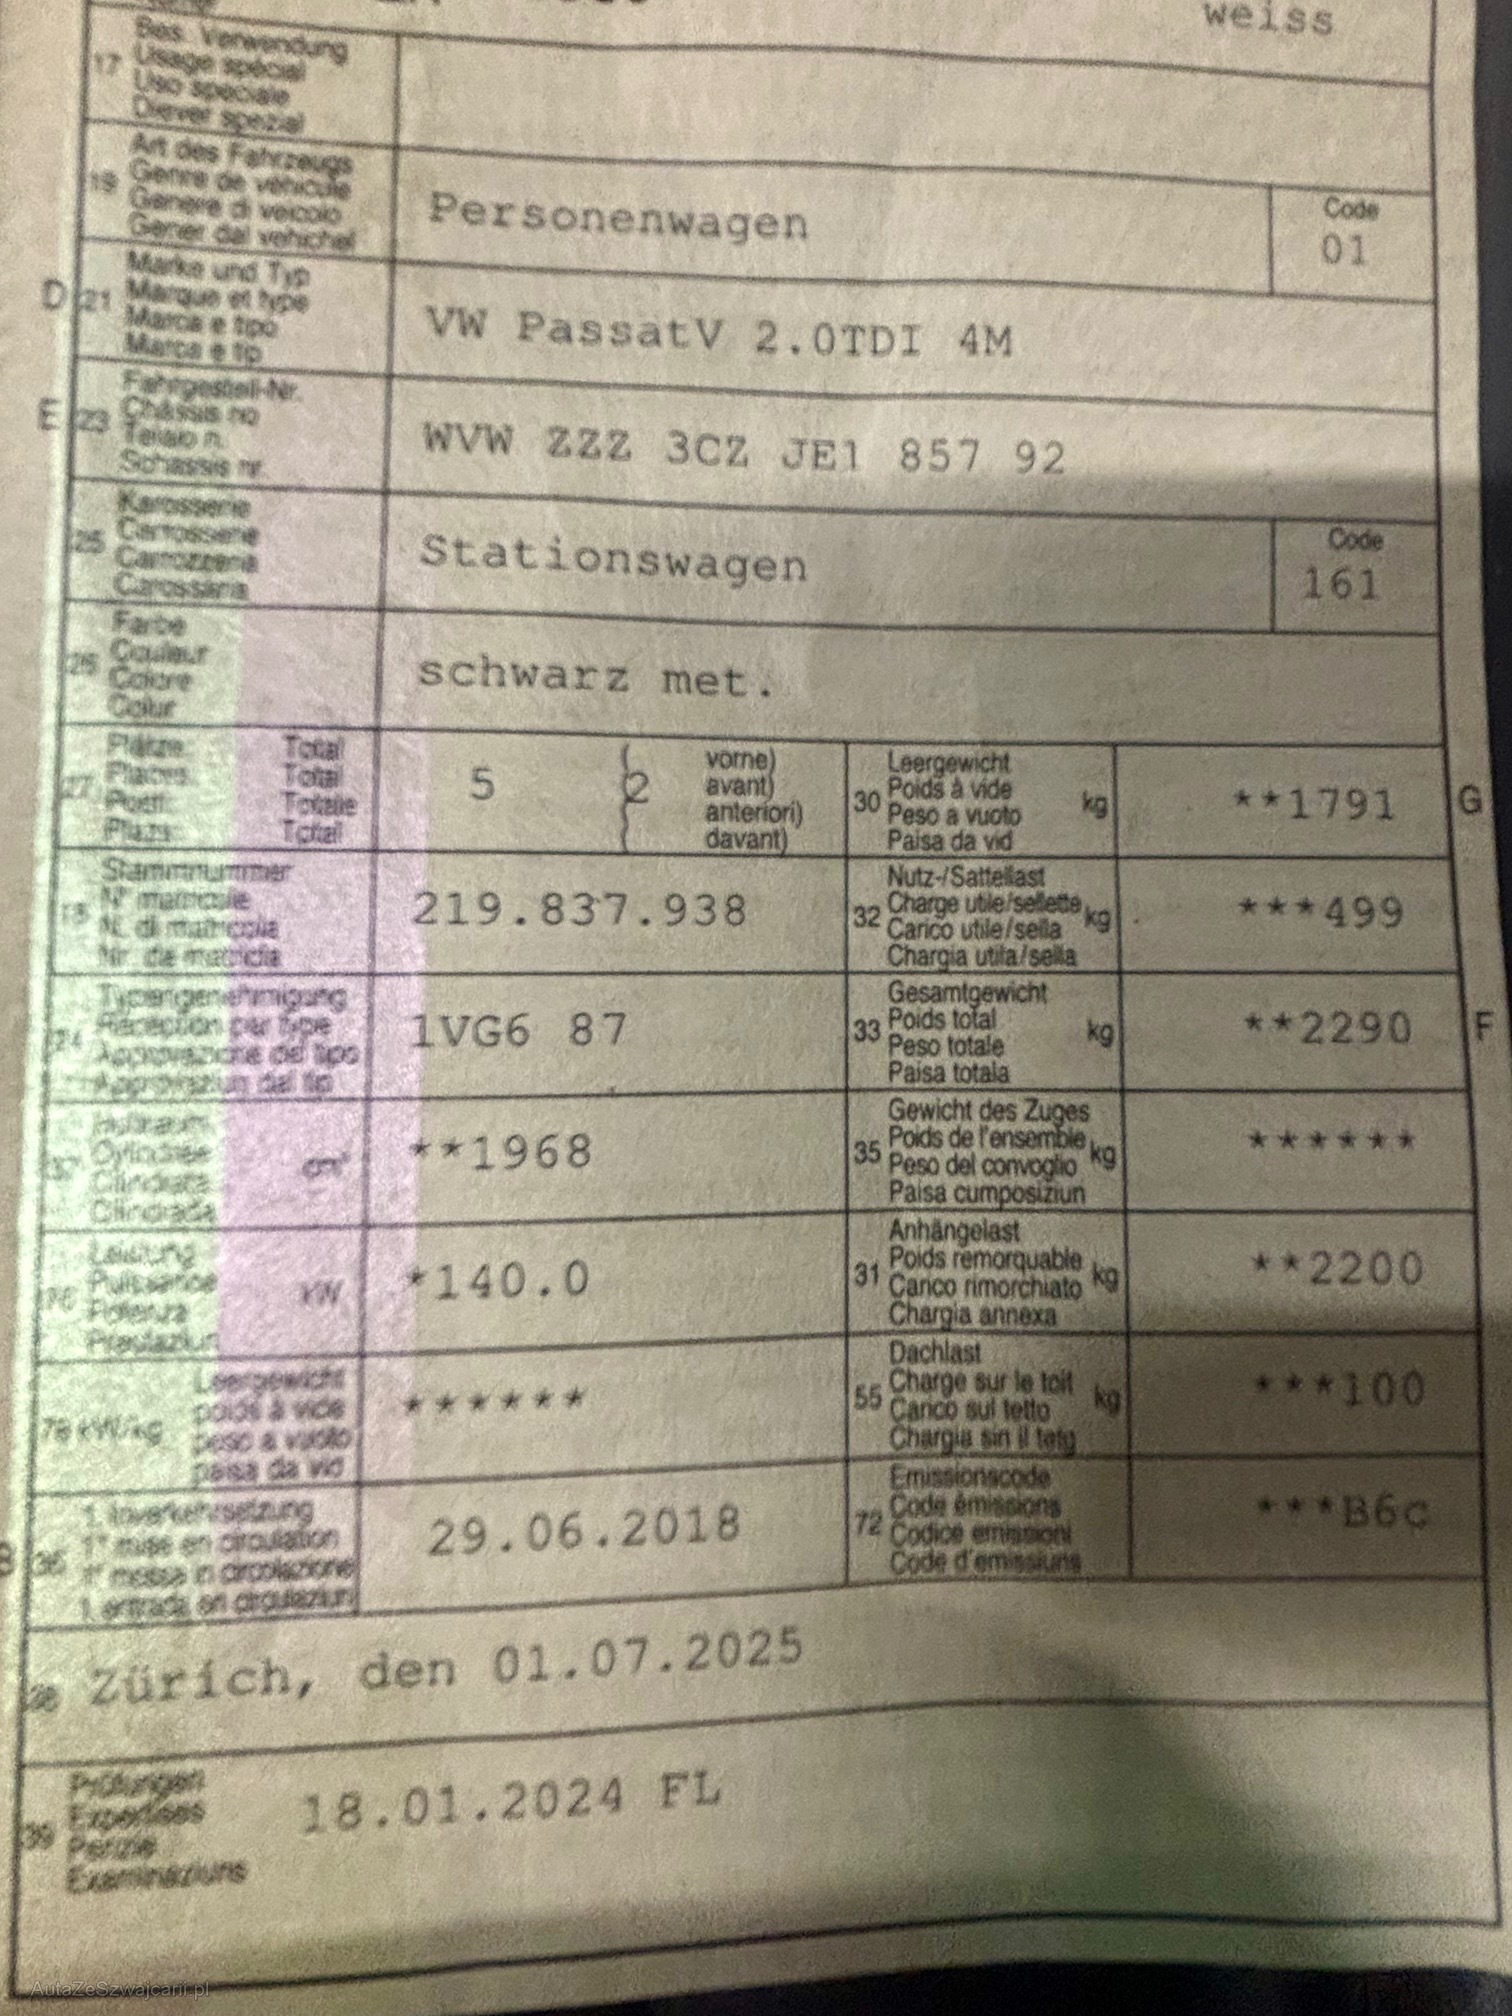 weiss
17 Bes. Verwendung
Usage spécial
Uso speciale
Diever spezial
19 Art des Fahrzeugs
Genre de véhicule
Genere di veicolo
Gener dal vehichel
Personenwagen
Code
01
D 21 Marke und Typ
Marque et type
Marca e tipo
Marca e tip
VW PassatV 2.0TDI 4M
E 23 Fahrgestell-Nr.
Châssis no
Telaio n.
Schassis nr.
WVW ZZZ 3CZ JE1 857 92
25 Karosserie
Carrosserie
Carrozzeria
Carossaria
Stationswagen
Code
161
26 Farbe
Couleur
Colore
Colur
schwarz met.
27 Plätze Total
Places Total
Posti Totale
Plazs Total
5 (2 vorne)
avant)
anteriori)
davant)
30 Leergewicht
Poids à vide
Peso a vuoto
Paisa da vid
kg
**1791 G
18 Stammnummer
N° matricule
N. di matricola
Nr. da matricla
219.837.938
32 Nutz-/Sattellast
Charge utile/sellette
Carico utile/sella
Chargia utila/sella
kg
***499
24 Typengenehmigung
Réception par type
Approvazione del tipo
Approvaziun dal tip
1VG6 87
33 Gesamtgewicht
Poids total
Peso totale
Paisa totala
kg
**2290 F
37 Hubraum
Cylindrée
Cilindrata
Cilindrada
cm³
**1968
35 Gewicht des Zuges
Poids de l'ensemble
Peso del convoglio
Paisa cumposiziun
kg
******
76 Leistung
Puissance
Potenza
Prestaziun
kW
*140.0
31 Anhängelast
Poids remorquable
Carico rimorchiato
Chargia annexa
kg
**2200
78 kW/kg Leergewicht
poids à vide
peso a vuoto
paisa da vid
******
55 Dachlast
Charge sur le toit
Carico sul tetto
Chargia sin il tetg
kg
***100
B 36 1. Inverkehrsetzung
1re mise en circulation
1a messa in circolazione
1. entrada en circulaziun
29.06.2018
72 Emissionscode
Code émissions
Codice emissioni
Code d'emissiuns
***B6c
38 Zürich, den 01.07.2025
39 Prüfungen
Expertises
Perizie
Examinaziuns
18.01.2024 FL
AutaZeSzwajcarii.pl